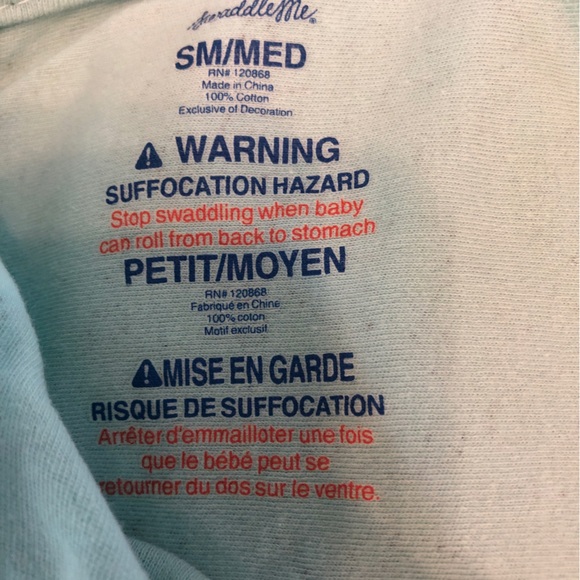 SwaddleMe®
SM/MED
RN# 120868
Made in China
100% Cotton
Exclusive of Decoration
⚠ WARNING
SUFFOCATION HAZARD
Stop swaddling when baby
can roll from back to stomach
PETIT/MOYEN
RN# 120868
Fabriqué en Chine
100% coton
Motif exclusif
⚠MISE EN GARDE
RISQUE DE SUFFOCATION
Arrêter d'emmailloter une fois
que le bébé peut se
retourner du dos sur le ventre.